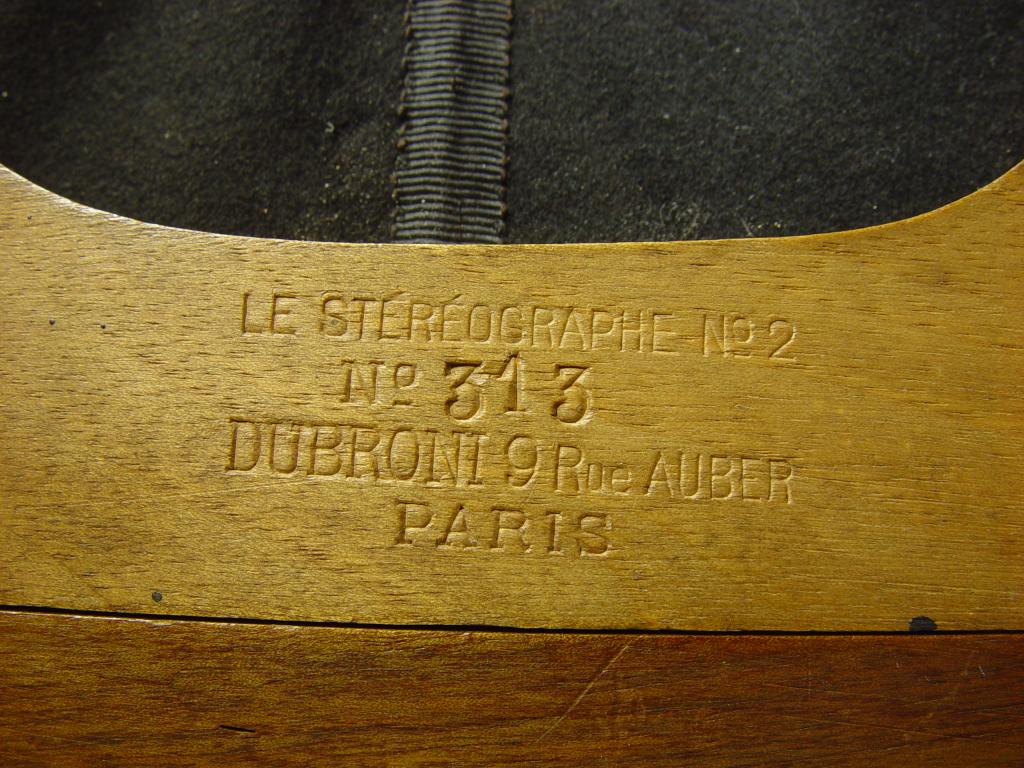 LE STÉRÉOGRAPHE Nº 2
Nº 313
DUBRONI 9 Rue AUBER
PARIS